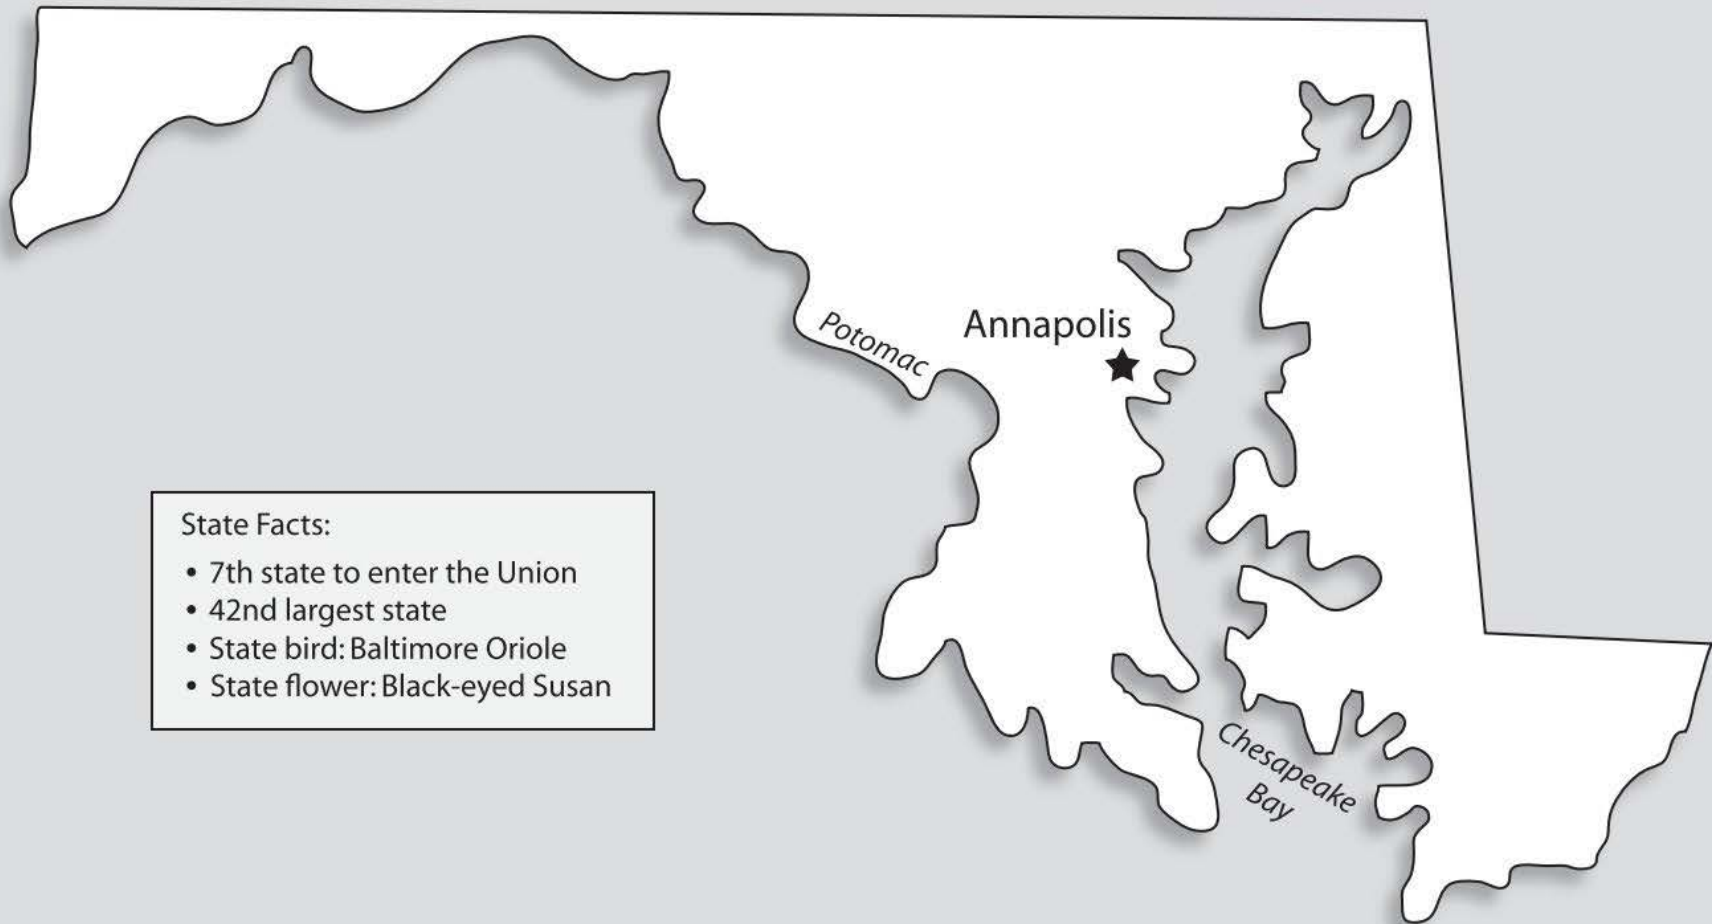 Annapolis
Potomac
State Facts:
• 7th state to enter the Union
• 42nd largest state
• State bird: Baltimore Oriole
• State flower: Black-eyed Susan
Chesapeake
Bay